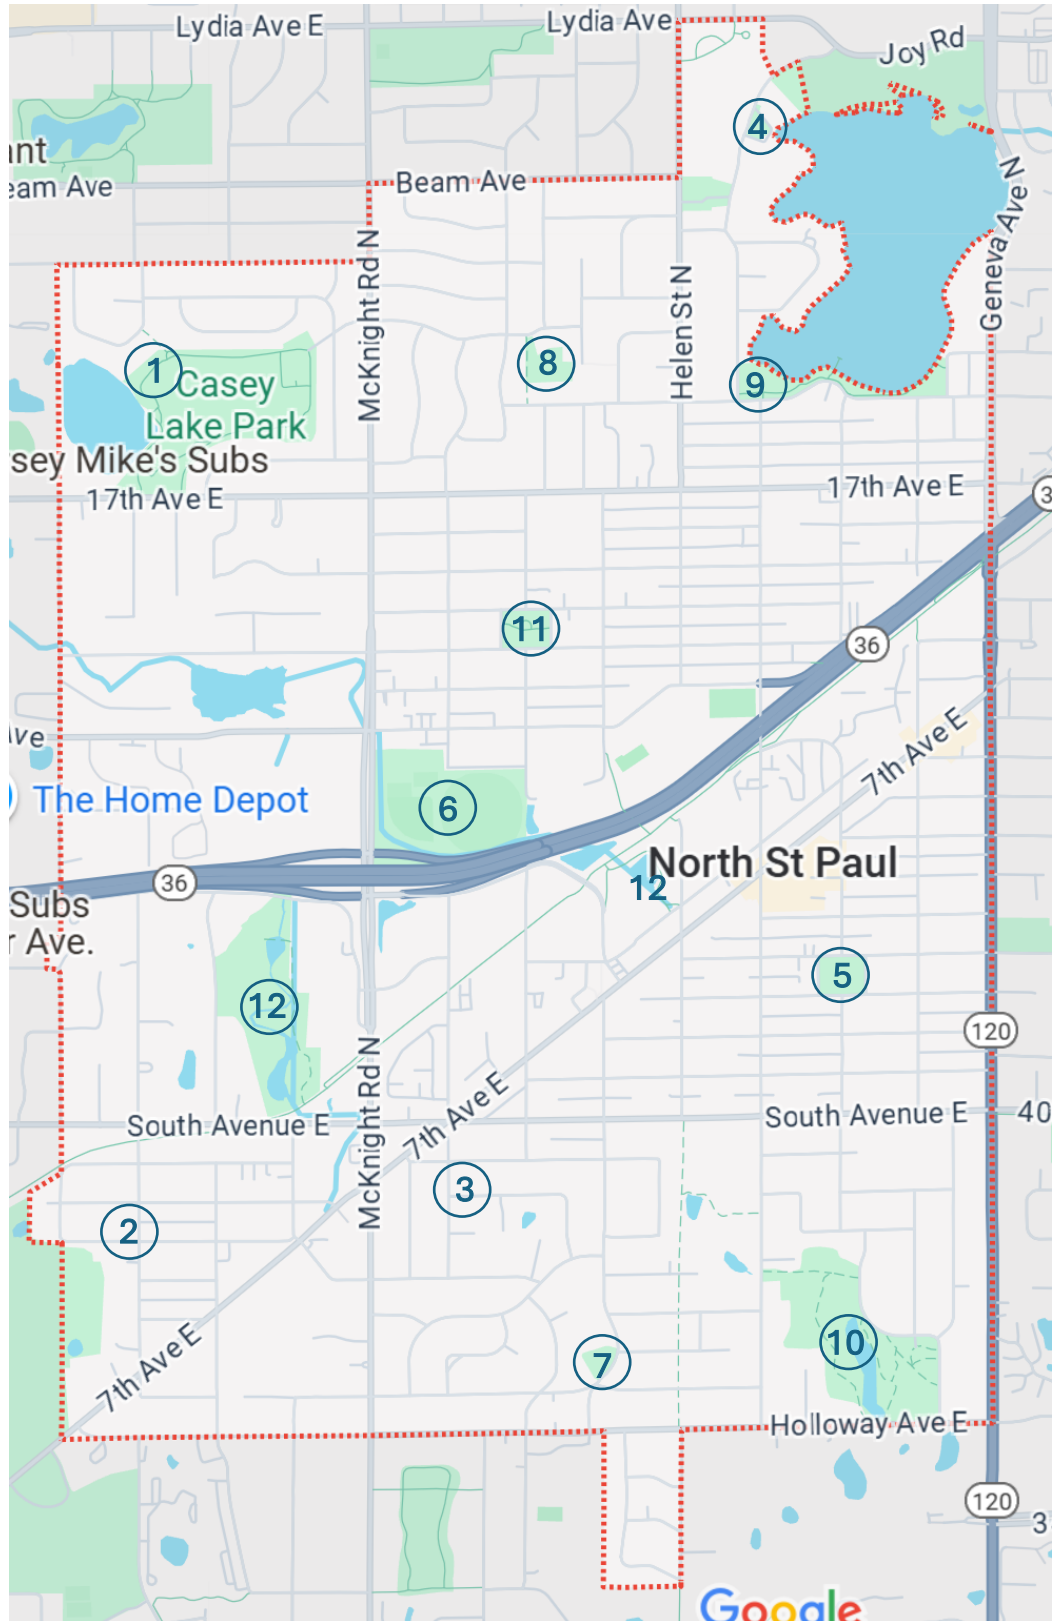 Lydia Ave E
Lydia Ave
Joy Rd
4
ant
eam Ave
Beam Ave
N
Geneva Ave
McKnight Rd N
Helen St N
1
8
9
Casey
Lake Park
sey Mike's Subs
17th Ave E
17th Ave E
3
11
36
Ave
7th Ave E
The Home Depot
6
36
North St Paul
12
Subs
r Ave.
5
12
120
McKnight Rd N
7th Ave E
South Avenue E
South Avenue E
40
3
2
10
7
7th Ave E
Holloway Ave E
120
3
Google